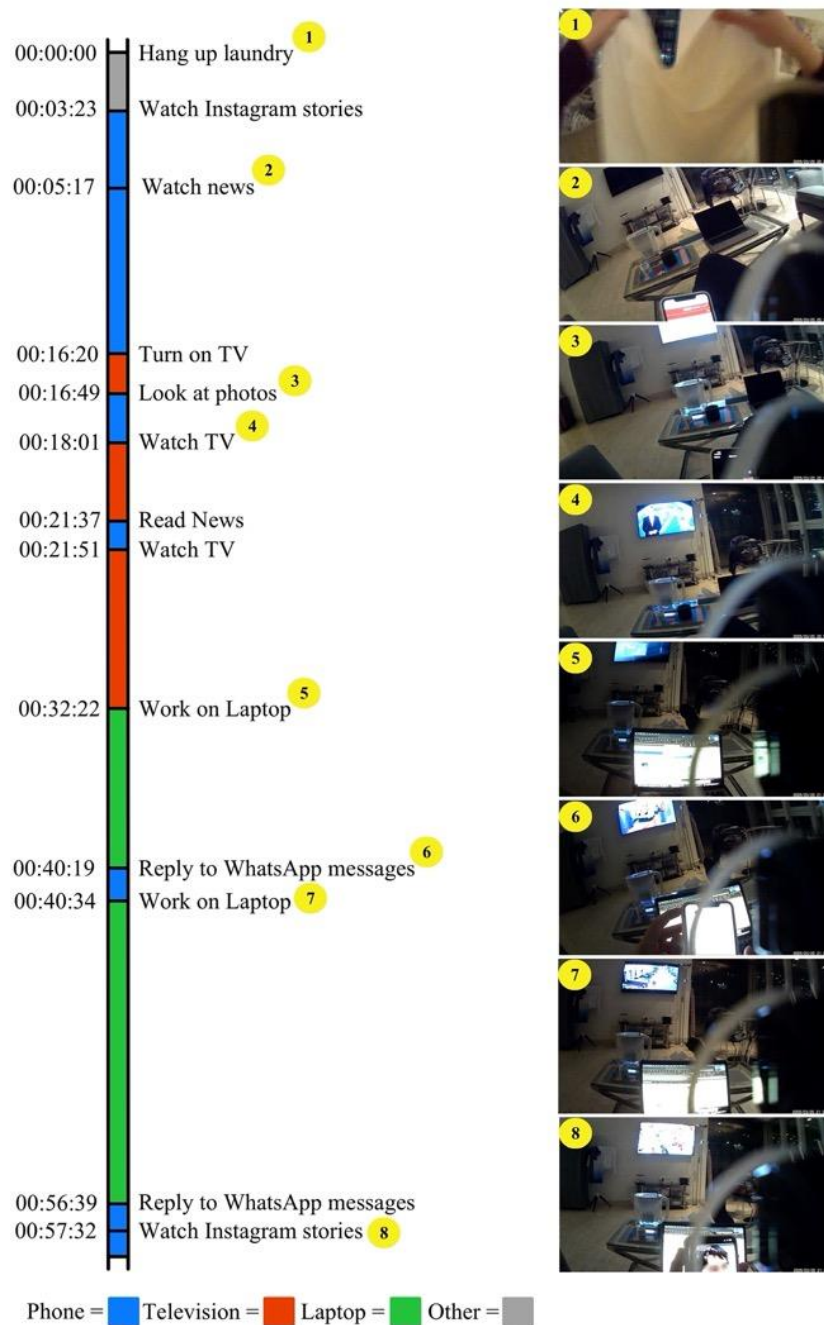 00:00:00 Hang up laundry 1
00:03:23 Watch Instagram stories
00:05:17 Watch news 2
00:16:20 Turn on TV
00:16:49 Look at photos 3
00:18:01 Watch TV 4
00:21:37 Read News
00:21:51 Watch TV
00:32:22 Work on Laptop 5
00:40:19 Reply to WhatsApp messages 6
00:40:34 Work on Laptop 7
00:56:39 Reply to WhatsApp messages
00:57:32 Watch Instagram stories 8
1
2
3
4
5
6
7
8
Phone = Television = Laptop = Other =